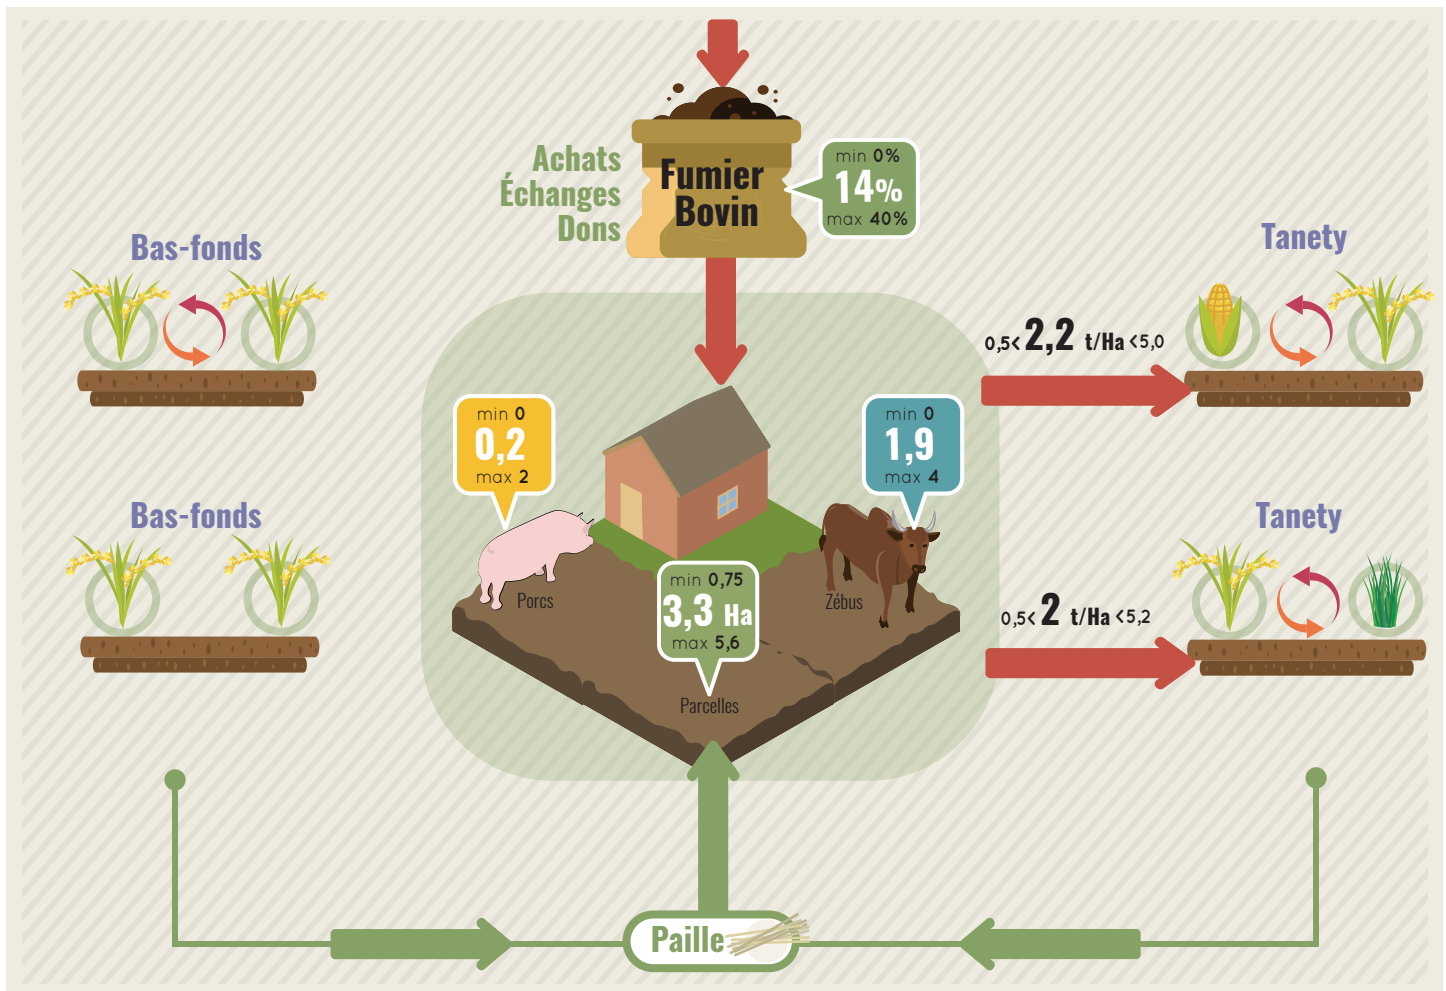 Achats
Échanges
Dons
Fumier
Bovin
min 0%
14%
max 40%
Bas-fonds
Tanety
0,5< 2,2 t/Ha <5,0
min 0
0,2
max 2
min 0
1,9
max 4
Bas-fonds
Tanety
0,5< 2 t/Ha <5,2
Porcs
min 0,75
3,3 Ha
max 5,6
Zébus
Parcelles
Paille